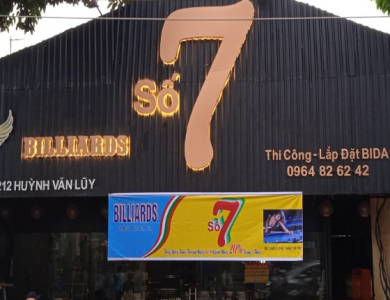 Số 7
BILLIARDS
Thi Công - Lắp Đặt BIDA
0964 82 62 42
212 HUỲNH VĂN LŨY
BILLIARDS
Số 7